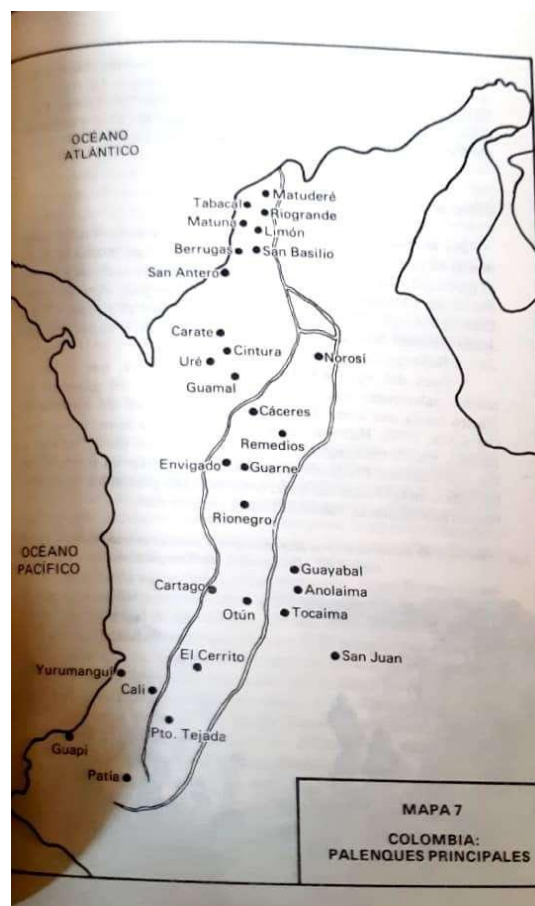 OCÉANO
ATLÁNTICO
Matuderé
Tabacal
Riogrande
Matuna
Limón
Berrugas
San Basilio
San Antero
Carate
Cintura
Uré
Norosí
Guamal
Cáceres
Remedios
Envigado
Guarne
Rionegro
OCÉANO
PACÍFICO
Guayabal
Cartago
Anolaima
Otún
Tocaima
El Cerrito
San Juan
Yurumanguí
Cali
Pto. Tejada
Guapi
Patía
MAPA 7
COLOMBIA:
PALENQUES PRINCIPALES